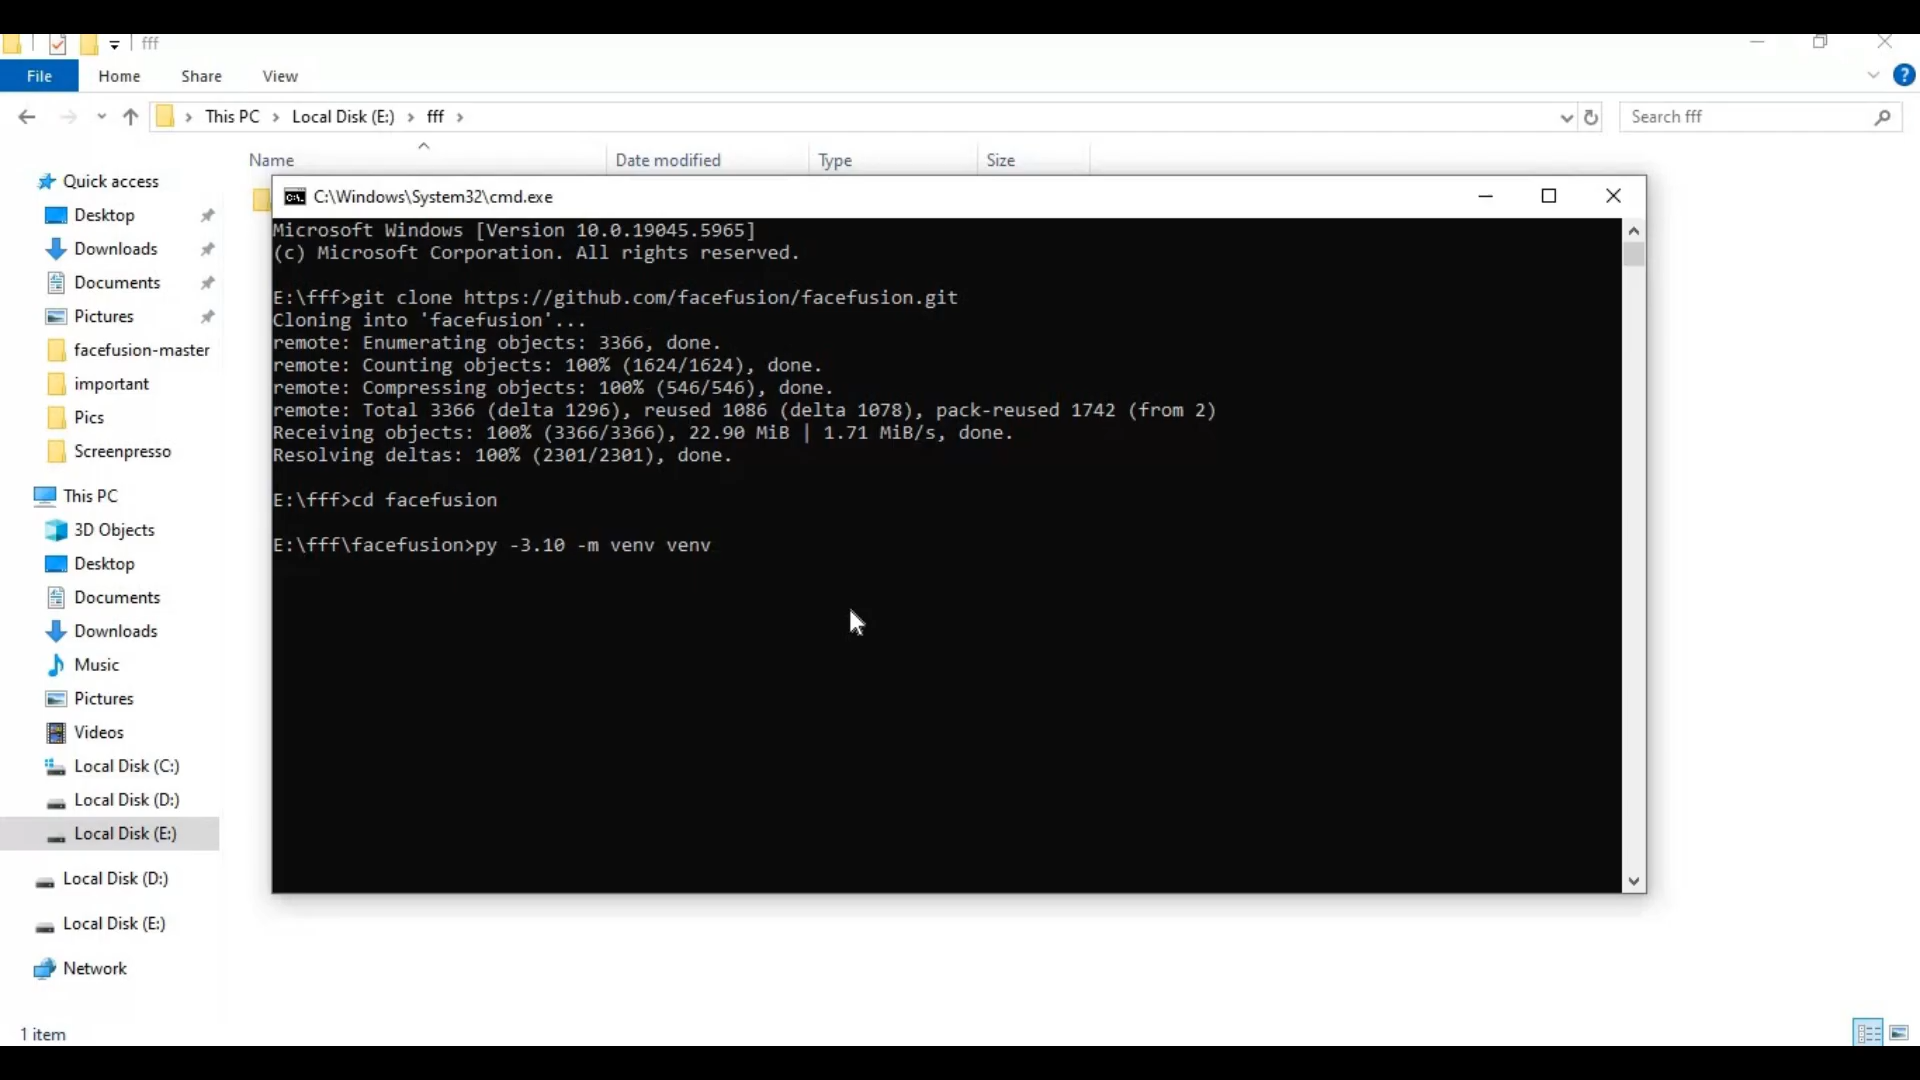 fff
File Home Share View
This PC Local Disk (E:) fff
Search fff
Name Date modified Type Size
Quick access
Desktop
Downloads
Documents
Pictures
facefusion-master
important
Pics
Screenpresso
This PC
3D Objects
Desktop
Documents
Downloads
Music
Pictures
Videos
Local Disk (C:)
Local Disk (D:)
Local Disk (E:)
Local Disk (D:)
Local Disk (E:)
Network
1 item
C:\Windows\System32\cmd.exe
Microsoft Windows [Version 10.0.19045.5965]
(c) Microsoft Corporation. All rights reserved.
E:\fff>git clone https://github.com/facefusion/facefusion.git
Cloning into 'facefusion'...
remote: Enumerating objects: 3366, done.
remote: Counting objects: 100% (1624/1624), done.
remote: Compressing objects: 100% (546/546), done.
remote: Total 3366 (delta 1296), reused 1086 (delta 1078), pack-reused 1742 (from 2)
Receiving objects: 100% (3366/3366), 22.90 MiB | 1.71 MiB/s, done.
Resolving deltas: 100% (2301/2301), done.
E:\fff>cd facefusion
E:\fff\facefusion>py -3.10 -m venv venv